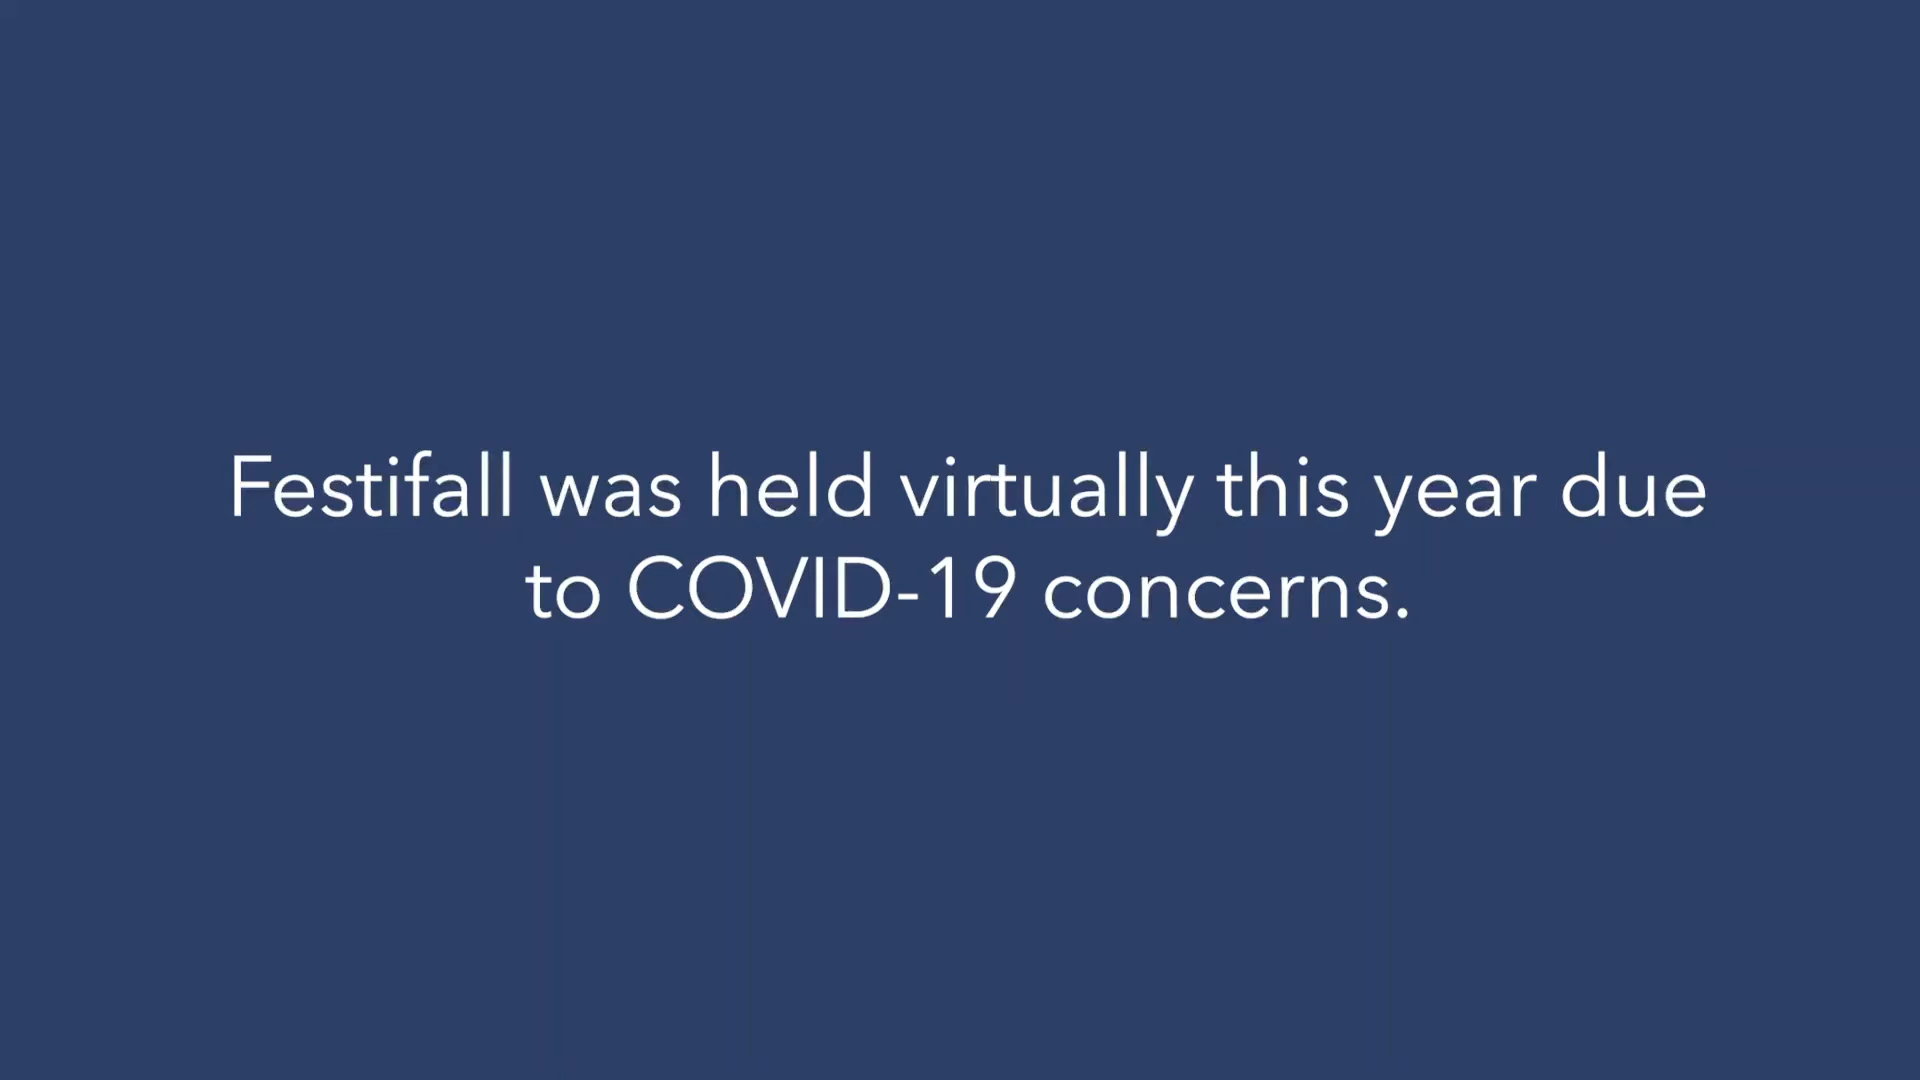 Festifall was held virtually this year due
to COVID-19 concerns.